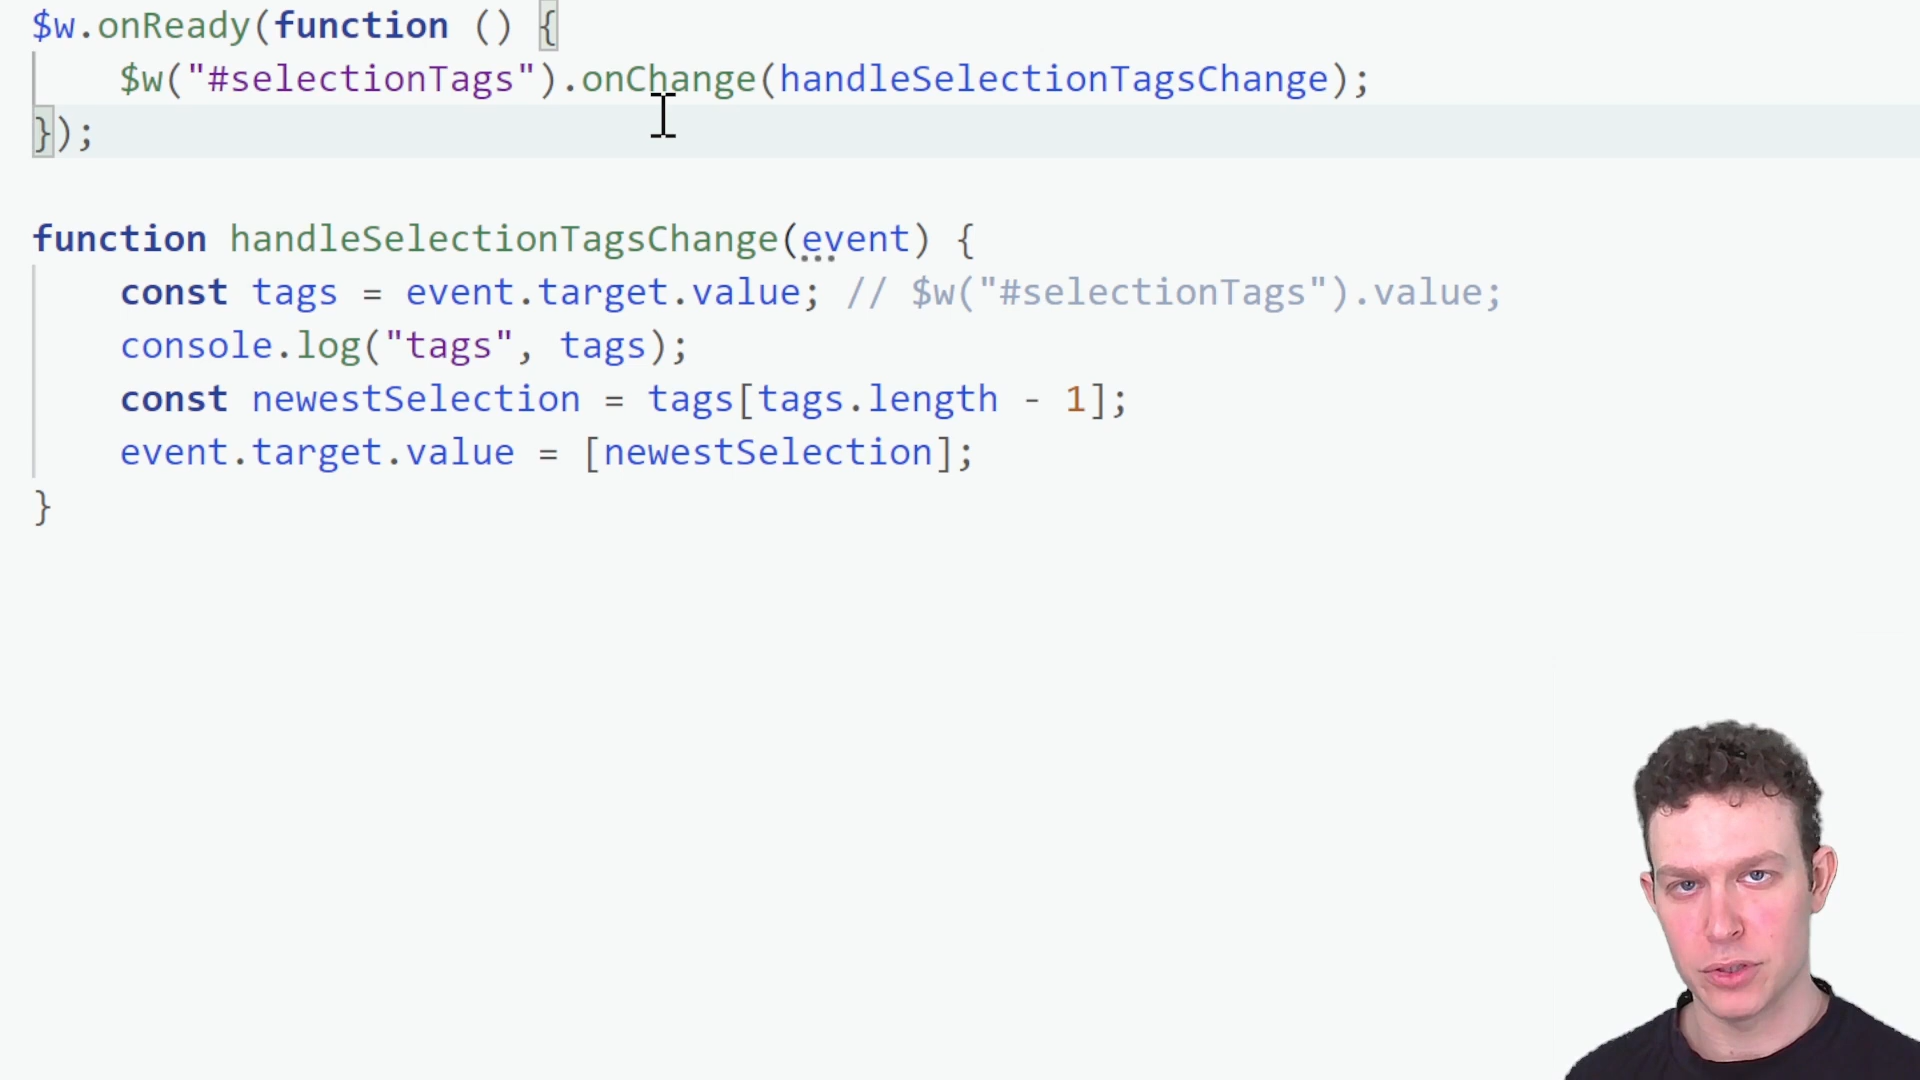 $w.onReady(function () {
    $w("#selectionTags").onChange(handleSelectionTagsChange);
});
function handleSelectionTagsChange(event) {
    const tags = event.target.value; // $w("#selectionTags").value;
    console.log("tags", tags);
    const newestSelection = tags[tags.length - 1];
    event.target.value = [newestSelection];
}